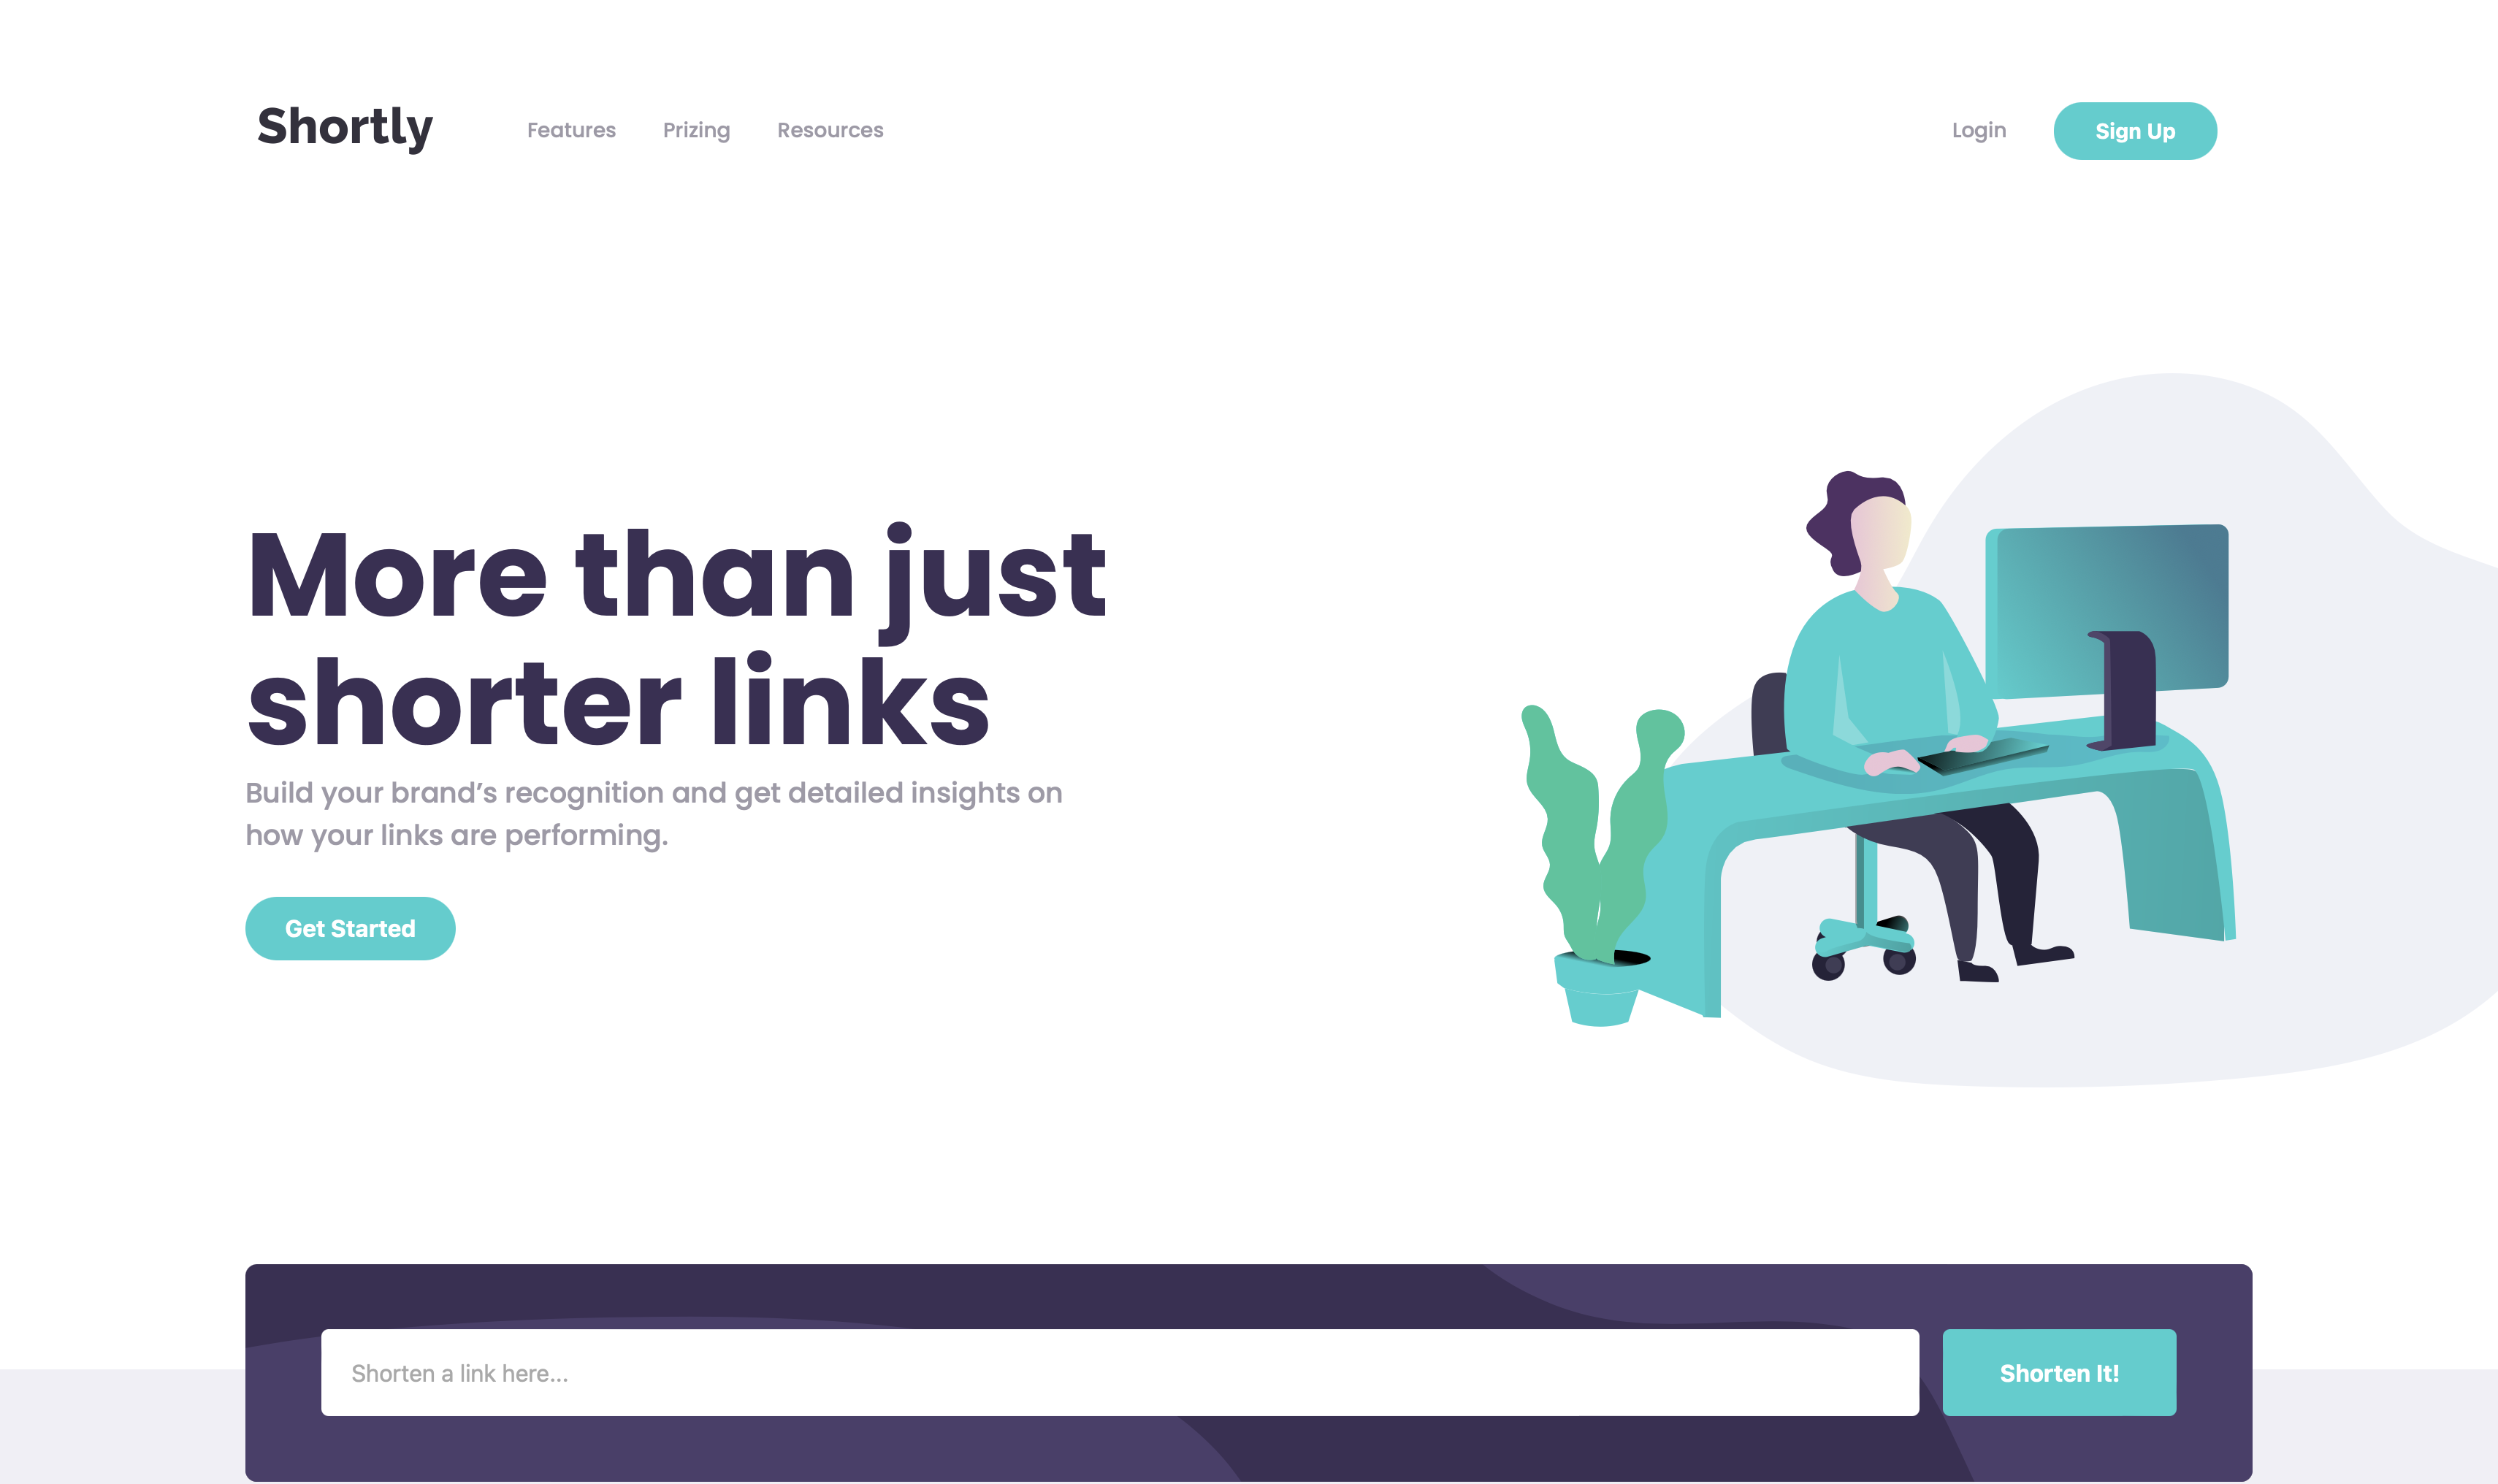 Shortly
Features Prizing Resources
Login Sign Up
More than just
shorter links
Build your brand’s recognition and get detailed insights on
how your links are performing.
Get Started
Shorten a link here...
Shorten It!